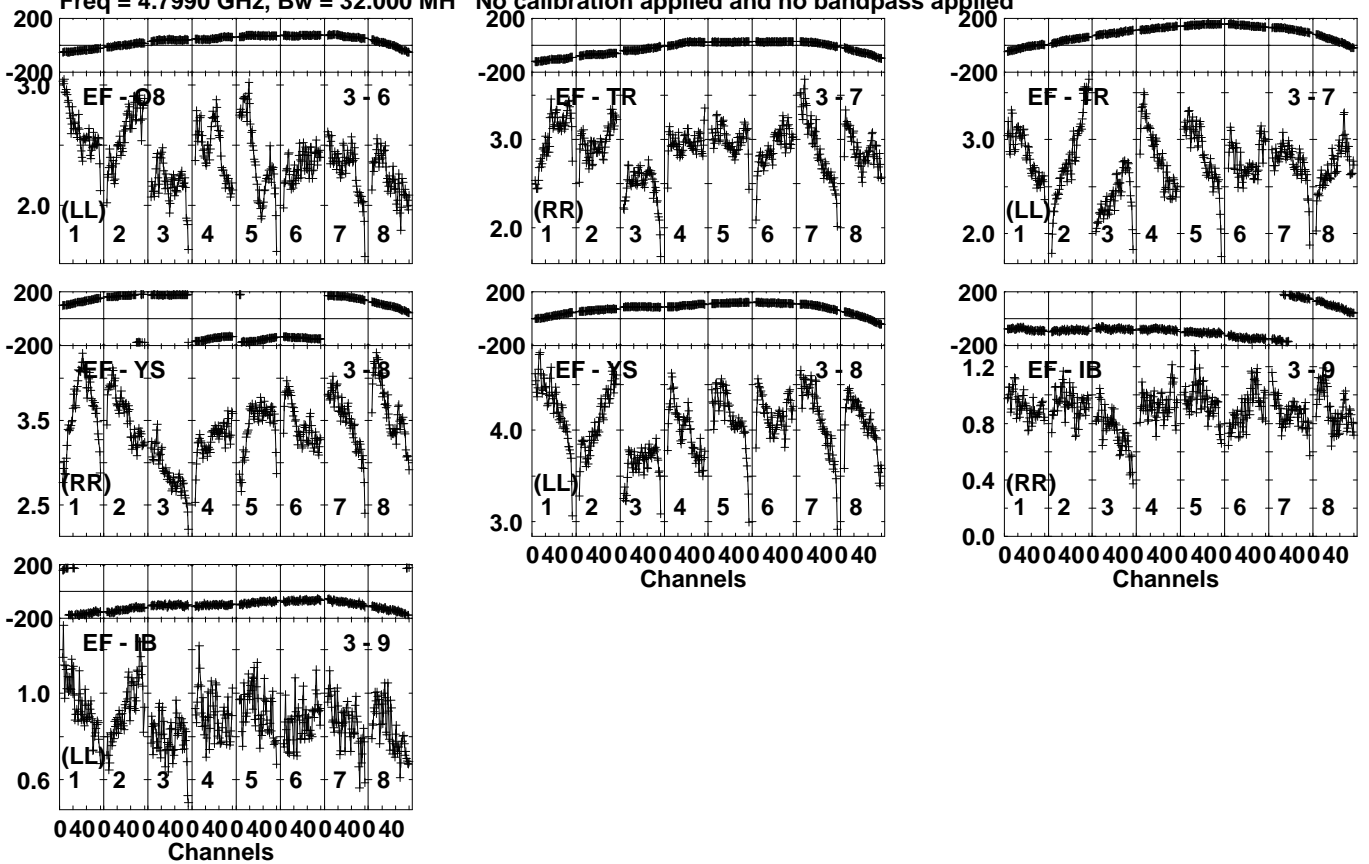 Freq = 4.7990 GHz, Bw = 32.000 MH No calibration applied and no bandpass applied
200
-200
3.0
2.0
EF - O8 3 - 6
(LL)
1 2 3 4 5 6 7 8
200
-200
3.0
2.0
EF - TR 3 - 7
(RR)
1 2 3 4 5 6 7 8
200
-200
3.0
2.0
EF - TR 3 - 7
(LL)
1 2 3 4 5 6 7 8
200
-200
3.5
2.5
EF - YS 3 - 8
(RR)
1 2 3 4 5 6 7 8
200
-200
4.0
3.0
EF - YS 3 - 8
(LL)
1 2 3 4 5 6 7 8
0 40 0 40 0 40 0 40 0 40 0 40 0 40 0 40
Channels
200
-200
1.2
0.8
0.4
0.0
EF - IB 3 - 9
(RR)
1 2 3 4 5 6 7 8
0 40 0 40 0 40 0 40 0 40 0 40 0 40 0 40
Channels
200
-200
1.0
0.6
EF - IB 3 - 9
(LL)
1 2 3 4 5 6 7 8
0 40 0 40 0 40 0 40 0 40 0 40 0 40 0 40
Channels